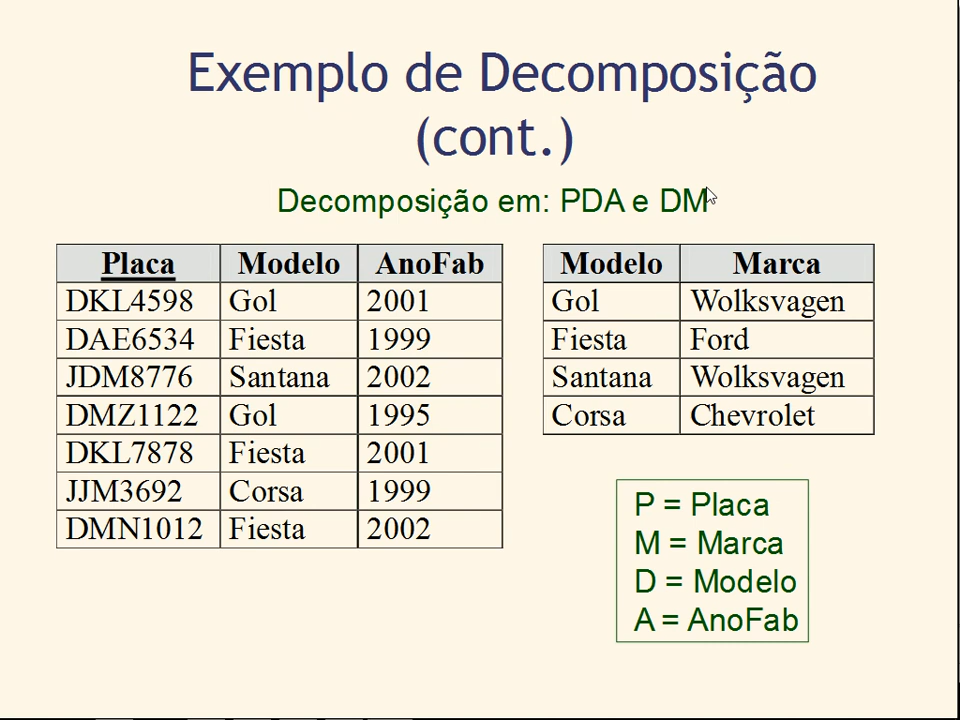 Exemplo de Decomposição
(cont.)
Decomposição em: PDA e DM
Placa Modelo AnoFab
DKL4598 Gol 2001
DAE6534 Fiesta 1999
JDM8776 Santana 2002
DMZ1122 Gol 1995
DKL7878 Fiesta 2001
JJM3692 Corsa 1999
DMN1012 Fiesta 2002
Modelo Marca
Gol Wolksvagen
Fiesta Ford
Santana Wolksvagen
Corsa Chevrolet
P = Placa
M = Marca
D = Modelo
A = AnoFab